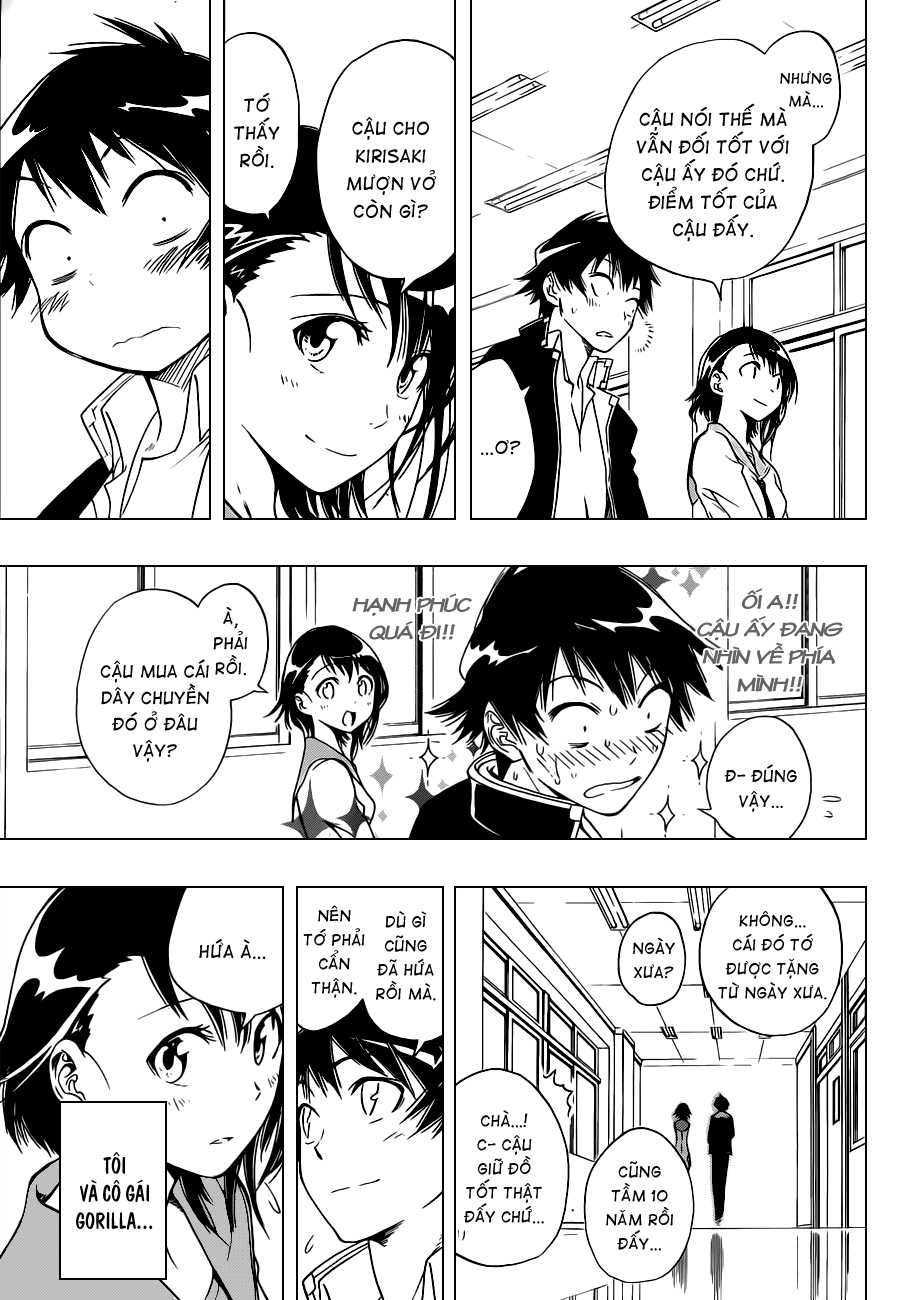 NHƯNG
MÀ...
CẬU NÓI THẾ MÀ
VẪN ĐỐI TỐT VỚI
CẬU ẤY ĐÓ CHỨ.
ĐIỂM TỐT CỦA
CẬU ĐẤY.
...Ơ?
CẬU CHO
KIRISAKI
MƯỢN VỞ
CÒN GÌ?
TỚ
THẤY
RỒI.
ỐI A!!
CẬU ẤY ĐANG
NHÌN VỀ PHÍA
MÌNH!!
HẠNH PHÚC
QUÁ ĐI!!
Đ- ĐÚNG
VẬY...
À,
PHẢI
RỒI.
CẬU MUA CÁI
DÂY CHUYỀN
ĐÓ Ở ĐÂU
VẬY?
KHÔNG...
CÁI ĐÓ TỚ
ĐƯỢC TẶNG
TỪ NGÀY XƯA.
NGÀY
XƯA?
CŨNG
TẦM 10
NĂM RỒI
ĐẤY...
CHÀ...!
C- CẬU
GIỮ ĐỒ
TỐT THẬT
ĐẤY CHỨ...
DÙ GÌ
CŨNG
ĐÃ HỨA
RỒI MÀ.
NÊN
TỚ PHẢI
CẨN
THẬN.
HỨA À...
TÔI
VÀ CÔ GÁI
GORILLA...